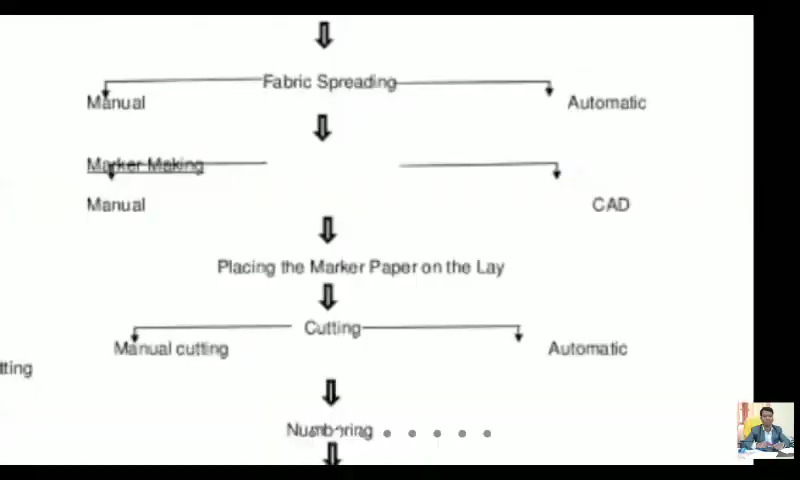 Fabric Spreading
Manual Automatic
Marker Making
Manual CAD
Placing the Marker Paper on the Lay
Cutting
Manual cutting Automatic
tting
Numbering